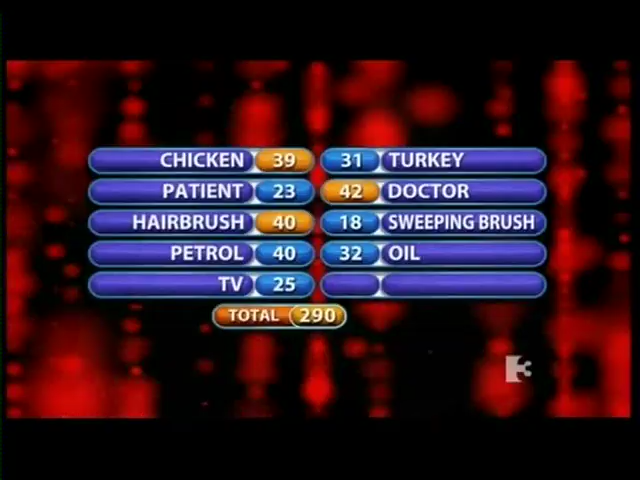 CHICKEN 39 31 TURKEY
PATIENT 23 42 DOCTOR
HAIRBRUSH 40 18 SWEEPING BRUSH
PETROL 40 32 OIL
TV 25
TOTAL 290
3